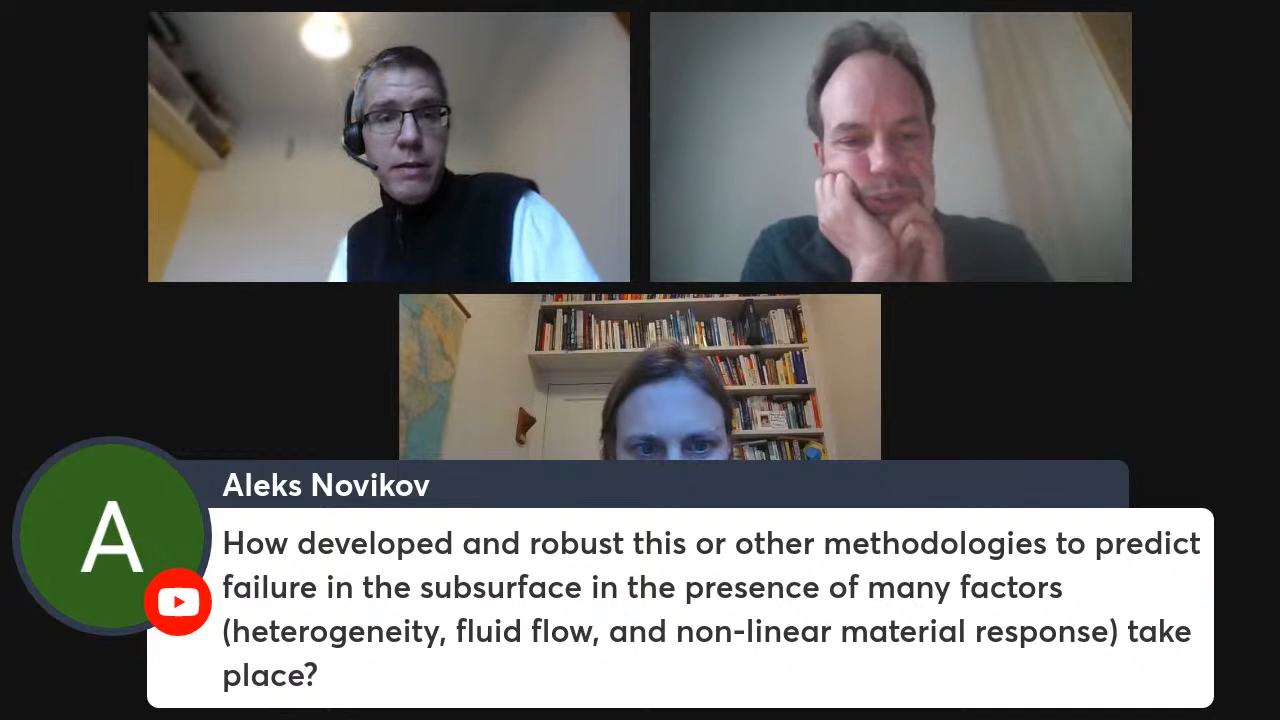 A
Aleks Novikov
How developed and robust this or other methodologies to predict
failure in the subsurface in the presence of many factors
(heterogeneity, fluid flow, and non-linear material response) take
place?